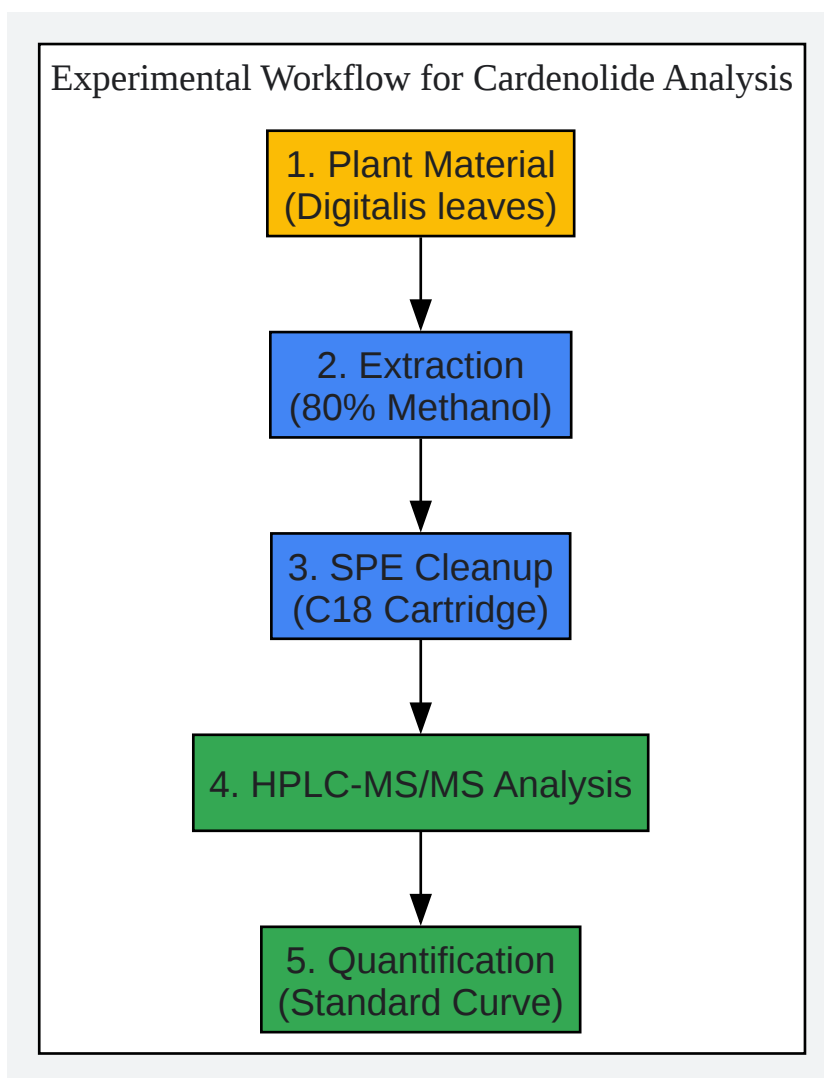 Experimental Workflow for Cardenolide Analysis
1. Plant Material
(Digitalis leaves)
2. Extraction
(80% Methanol)
3. SPE Cleanup
(C18 Cartridge)
4. HPLC-MS/MS Analysis
5. Quantification
(Standard Curve)